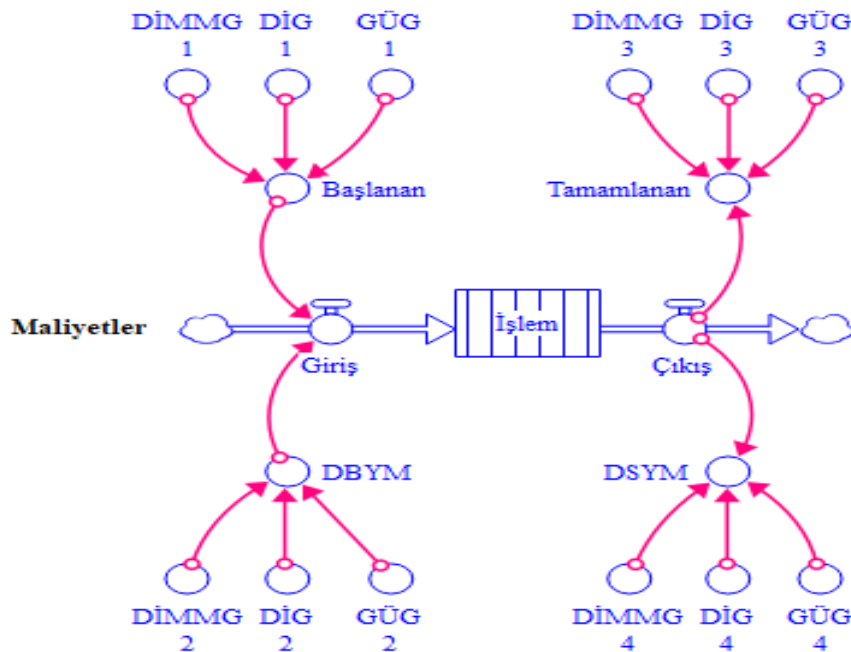 DİMMG DİG GÜG DİMMG DİG GÜG
1 1 1 3 3 3
Başlanan Tamamlanan
Maliyetler İşlem
Giriş Çıkış
DBYM DSYM
DİMMG DİG GÜG DİMMG DİG GÜG
2 2 2 4 4 4